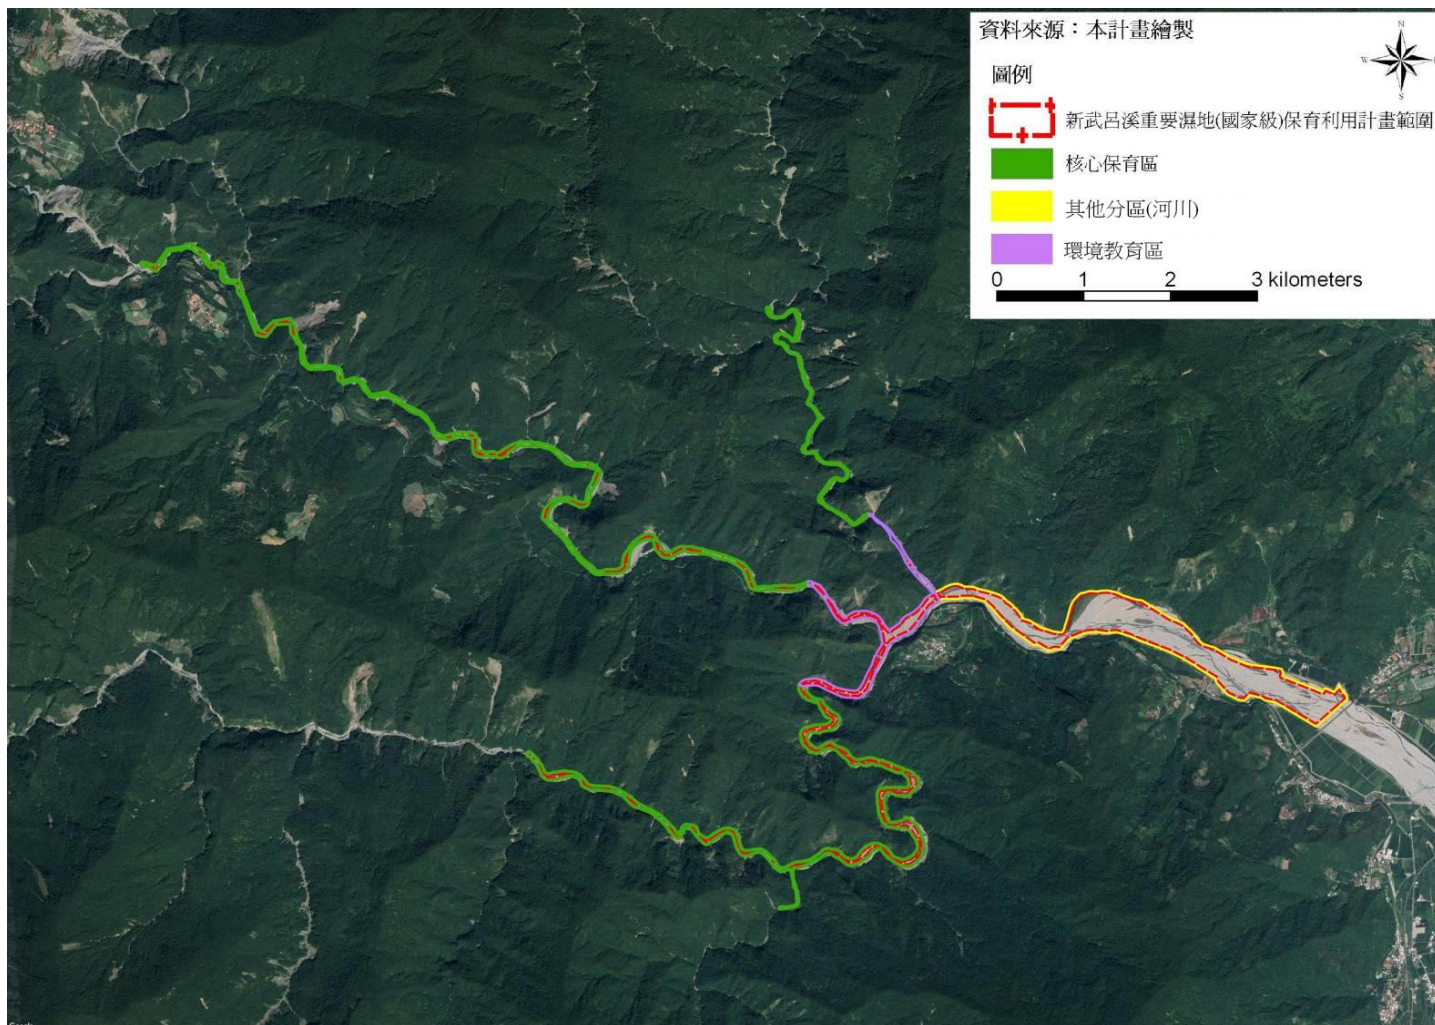 資料來源：本計畫繪製
N
W
S
圖例
新武呂溪重要濕地(國家級)保育利用計畫範圍
核心保育區
其他分區(河川)
環境教育區
0 1 2 3 kilometers